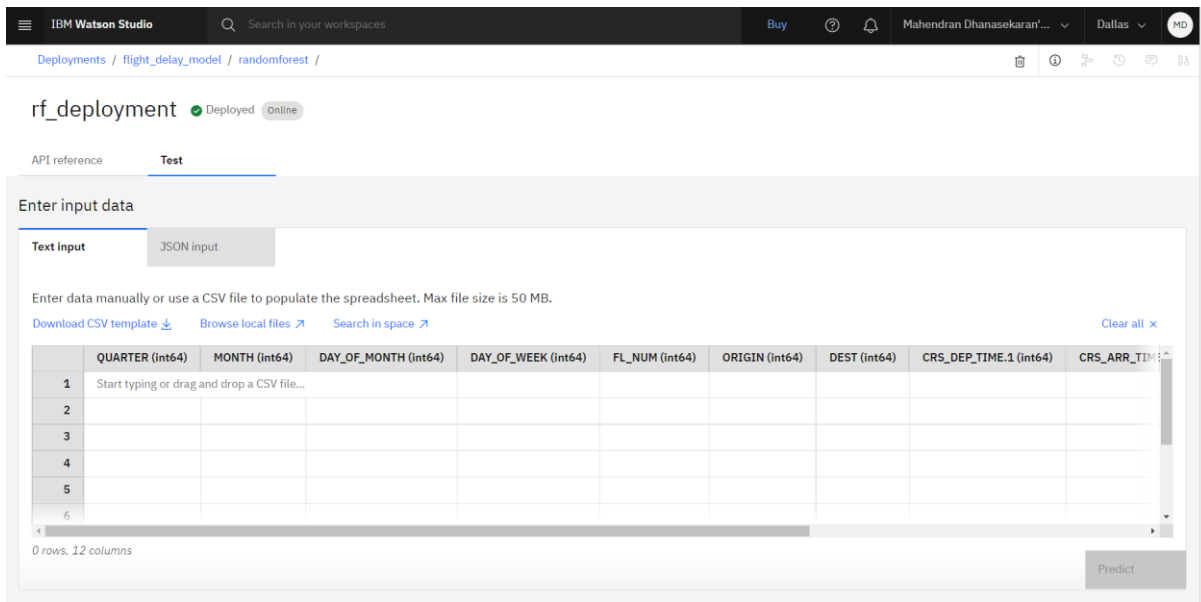 IBM Watson Studio Search in your workspaces Buy Mahendran Dhanasekaran'... Dallas MD
Deployments / flight_delay_model / randomforest /
rf_deployment Deployed Online
API reference Test
Enter input data
Text input JSON input
Enter data manually or use a CSV file to populate the spreadsheet. Max file size is 50 MB.
Download CSV template Browse local files Search in space Clear all ×
QUARTER (int64) MONTH (int64) DAY_OF_MONTH (int64) DAY_OF_WEEK (int64) FL_NUM (int64) ORIGIN (int64) DEST (int64) CRS_DEP_TIME.1 (int64) CRS_ARR_TIM
1 Start typing or drag and drop a CSV file...
2
3
4
5
6
0 rows, 12 columns
Predict